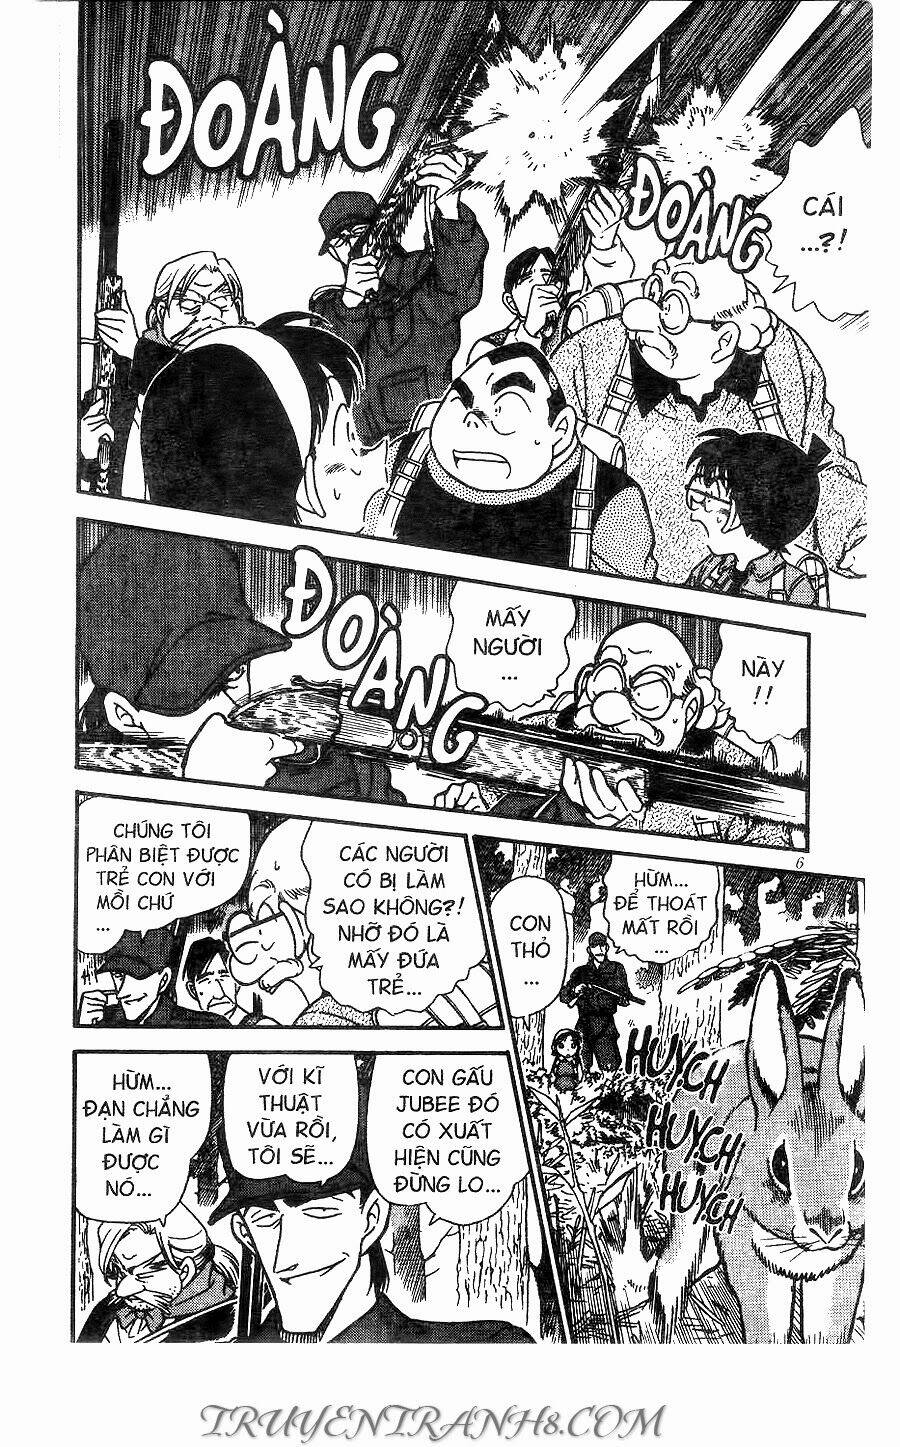 CÁI
...?!
ĐOÀNG
ĐOÀNG
NÀY
!!
MẤY
NGƯỜI
...
ĐOÀNG
6
HỪM...
ĐỂ THOÁT
MẤT RỒI
...
CON
THỎ
...
HUỴCH
HUỴCH
HUỴCH
CÁC NGƯỜI
CÓ BỊ LÀM
SAO KHÔNG?!
NHỠ ĐÓ LÀ
MẤY ĐỨA
TRẺ...
CHÚNG TÔI
PHÂN BIỆT ĐƯỢC
TRẺ CON VỚI
MỒI CHỨ
...
CON GẤU
JUBEE ĐÓ
CÓ XUẤT
HIỆN CŨNG
ĐỪNG LO...
VỚI KĨ
THUẬT
VỪA RỒI,
TÔI SẼ...
HỪM...
ĐẠN CHẲNG
LÀM GÌ
ĐƯỢC
NÓ...
TRUYENTRANH8.COM